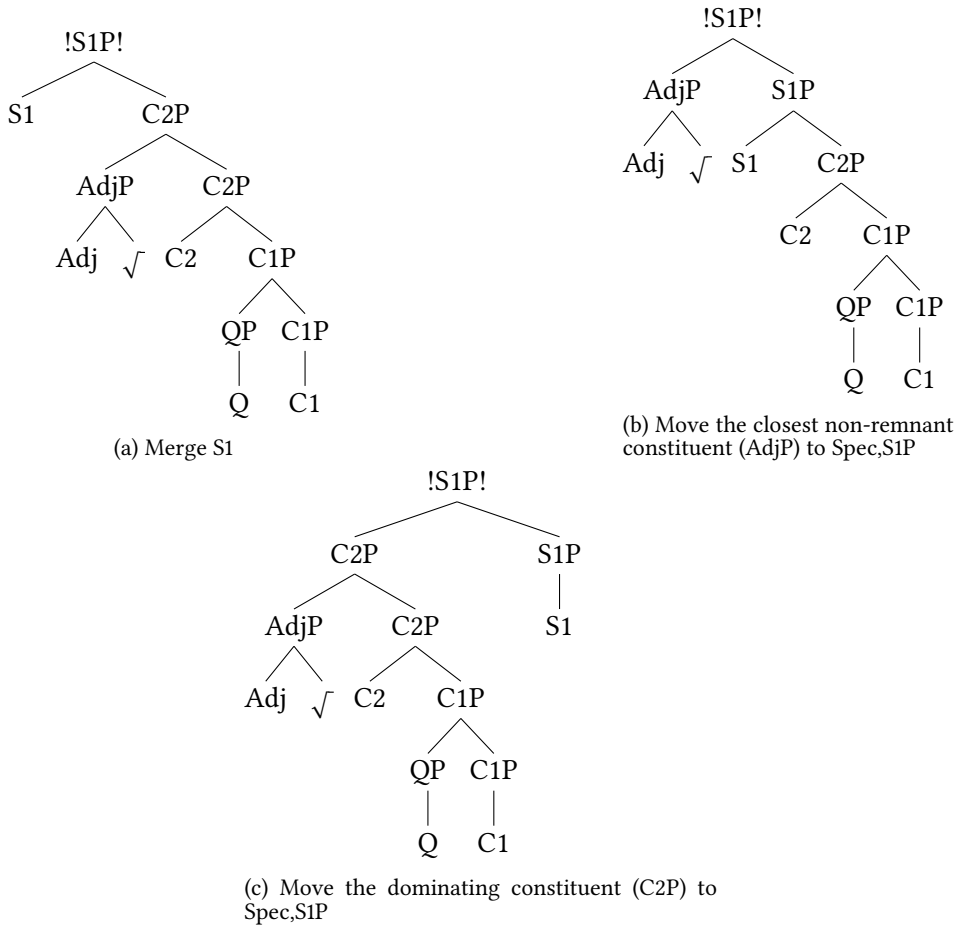 !S1P!
S1 C2P
AdjP C2P
Adj √ C2 C1P
QP C1P
Q C1
(a) Merge S1
!S1P!
AdjP S1P
Adj √ S1 C2P
C2 C1P
QP C1P
Q C1
(b) Move the closest non-remnant
constituent (AdjP) to Spec,S1P
!S1P!
C2P S1P
AdjP C2P S1
Adj √ C2 C1P
QP C1P
Q C1
(c) Move the dominating constituent (C2P) to
Spec,S1P